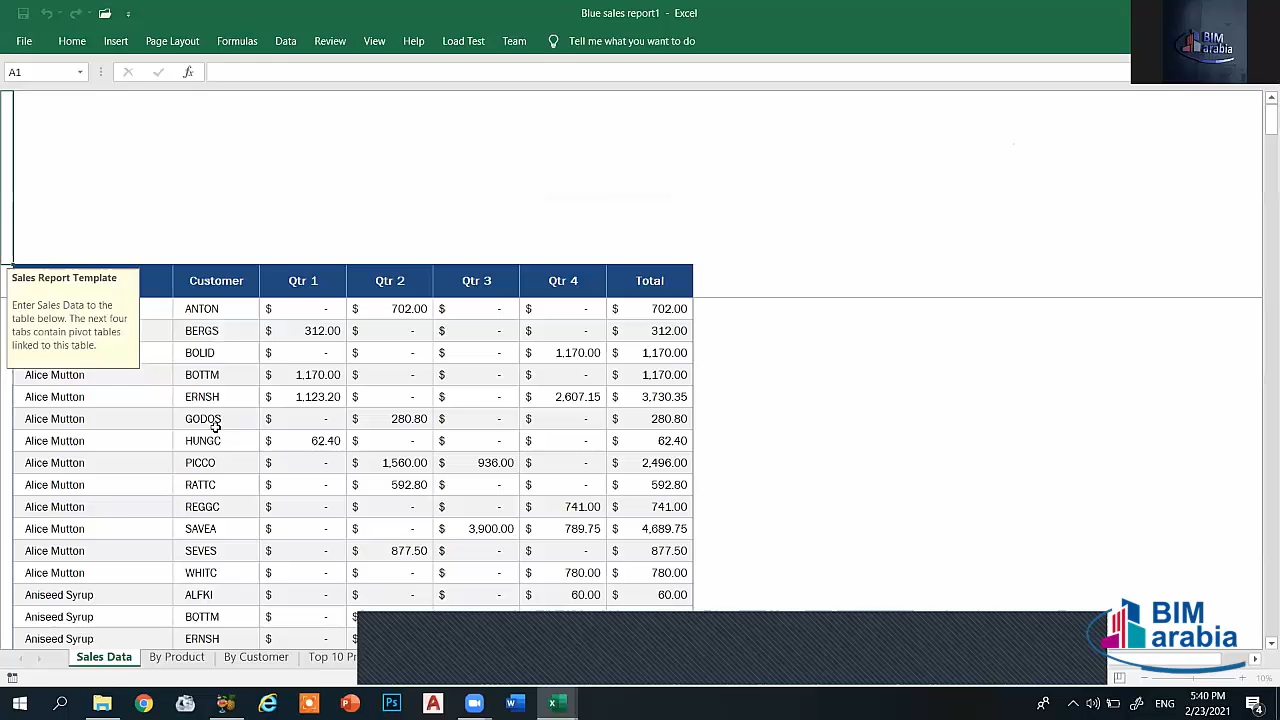 Blue sales report1 - Excel
File Home Insert Page Layout Formulas Data Review View Help Load Test Team Tell me what you want to do
BIM
arabia
A1 fx
Customer Qtr 1 Qtr 2 Qtr 3 Qtr 4 Total
Sales Report Template
Enter Sales Data to the
table below. The next four
tabs contain pivot tables
linked to this table.
ANTON $ - $ 702.00 $ - $ - $ 702.00
BERGS $ 312.00 $ - $ - $ - $ 312.00
BOLID $ - $ - $ - $ 1,170.00 $ 1,170.00
Alice Mutton BOTTM $ 1,170.00 $ - $ - $ - $ 1,170.00
Alice Mutton ERNSH $ 1,123.20 $ - $ - $ 2,607.15 $ 3,730.35
Alice Mutton GODOS $ - $ 280.80 $ - $ - $ 280.80
Alice Mutton HUNGC $ 62.40 $ - $ - $ - $ 62.40
Alice Mutton PICCO $ - $ 1,560.00 $ 936.00 $ - $ 2,496.00
Alice Mutton RATTC $ - $ 592.80 $ - $ - $ 592.80
Alice Mutton REGGC $ - $ - $ - $ 741.00 $ 741.00
Alice Mutton SAVEA $ - $ - $ 3,900.00 $ 789.75 $ 4,689.75
Alice Mutton SEVES $ - $ 877.50 $ - $ - $ 877.50
Alice Mutton WHITC $ - $ - $ - $ 780.00 $ 780.00
Aniseed Syrup ALFKI $ - $ - $ - $ 60.00 $ 60.00
Aniseed Syrup BOTTM $ - $
Aniseed Syrup ERNSH $ - $
BIM
arabia
Sales Data By Product By Customer Top 10 Pr
10%
ENG
5:40 PM
2/23/2021
4